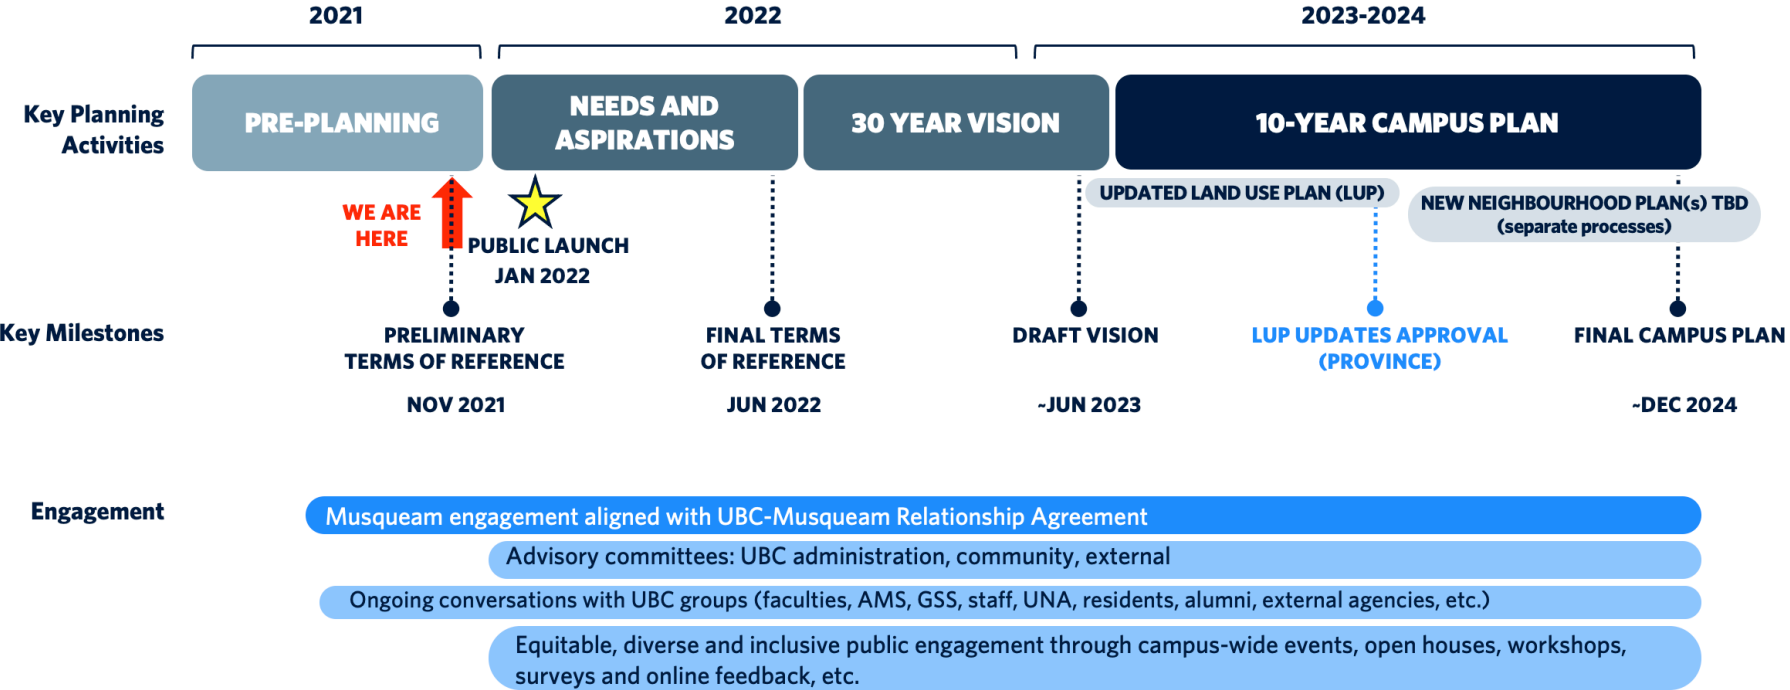 2021
2022
2023-2024
Key Planning
Activities
PRE-PLANNING
NEEDS AND
ASPIRATIONS
30 YEAR VISION
10-YEAR CAMPUS PLAN
WE ARE
HERE
PUBLIC LAUNCH
JAN 2022
UPDATED LAND USE PLAN (LUP)
NEW NEIGHBOURHOOD PLAN(s) TBD
(separate processes)
Key Milestones
PRELIMINARY
TERMS OF REFERENCE
NOV 2021
FINAL TERMS
OF REFERENCE
JUN 2022
DRAFT VISION
~JUN 2023
LUP UPDATES APPROVAL
(PROVINCE)
FINAL CAMPUS PLAN
~DEC 2024
Engagement
Musqueam engagement aligned with UBC-Musqueam Relationship Agreement
Advisory committees: UBC administration, community, external
Ongoing conversations with UBC groups (faculties, AMS, GSS, staff, UNA, residents, alumni, external agencies, etc.)
Equitable, diverse and inclusive public engagement through campus-wide events, open houses, workshops,
surveys and online feedback, etc.